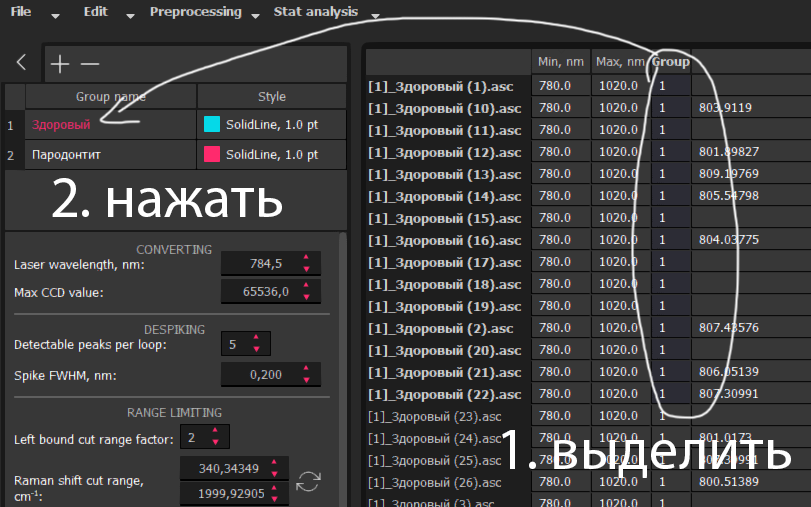 File Edit Preprocessing Stat analysis
Group name Style
1 Здоровый SolidLine, 1.0 pt
2 Пародонтит SolidLine, 1.0 pt
2. нажать
CONVERTING
Laser wavelength, nm: 784,5
Max CCD value: 65536,0
DESPIKING
Detectable peaks per loop: 5
Spike FWHM, nm: 0,200
RANGE LIMITING
Left bound cut range factor: 2
Raman shift cut range, cm⁻¹: 340,34349
1999,92905
Min, nm Max, nm Group
[1]_Здоровый (1).asc 780.0 1020.0 1
[1]_Здоровый (10).asc 780.0 1020.0 1 803.9119
[1]_Здоровый (11).asc 780.0 1020.0 1
[1]_Здоровый (12).asc 780.0 1020.0 1 801.89827
[1]_Здоровый (13).asc 780.0 1020.0 1 809.19769
[1]_Здоровый (14).asc 780.0 1020.0 1 805.54798
[1]_Здоровый (15).asc 780.0 1020.0 1
[1]_Здоровый (16).asc 780.0 1020.0 1 804.03775
[1]_Здоровый (17).asc 780.0 1020.0 1
[1]_Здоровый (18).asc 780.0 1020.0 1
[1]_Здоровый (19).asc 780.0 1020.0 1
[1]_Здоровый (2).asc 780.0 1020.0 1 807.43576
[1]_Здоровый (20).asc 780.0 1020.0 1
[1]_Здоровый (21).asc 780.0 1020.0 1 806.05139
[1]_Здоровый (22).asc 780.0 1020.0 1 807.30991
[1]_Здоровый (23).asc 780.0 1020.0 1
[1]_Здоровый (24).asc 780.0 1020.0 1 801.0173
[1]_Здоровый (25).asc 780.0 1020.0 1
[1]_Здоровый (26).asc 780.0 1020.0 1 800.51389
[1]_Здоровый (3).asc 780.0 1020.0 1
1. выделить